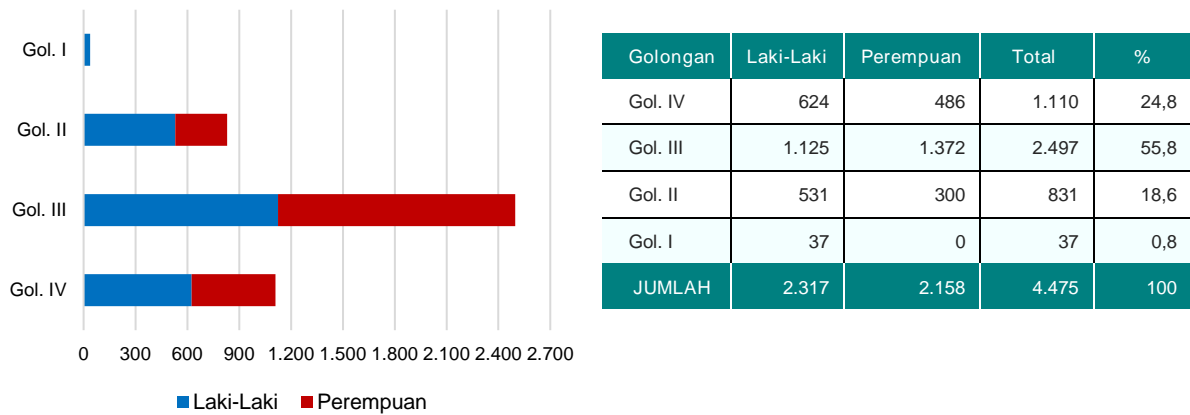 Gol. I
Gol. II
Gol. III
Gol. IV
0 300 600 900 1.200 1.500 1.800 2.100 2.400 2.700
Laki-Laki Perempuan
Golongan Laki-Laki Perempuan Total %
Gol. IV 624 486 1.110 24,8
Gol. III 1.125 1.372 2.497 55,8
Gol. II 531 300 831 18,6
Gol. I 37 0 37 0,8
JUMLAH 2.317 2.158 4.475 100